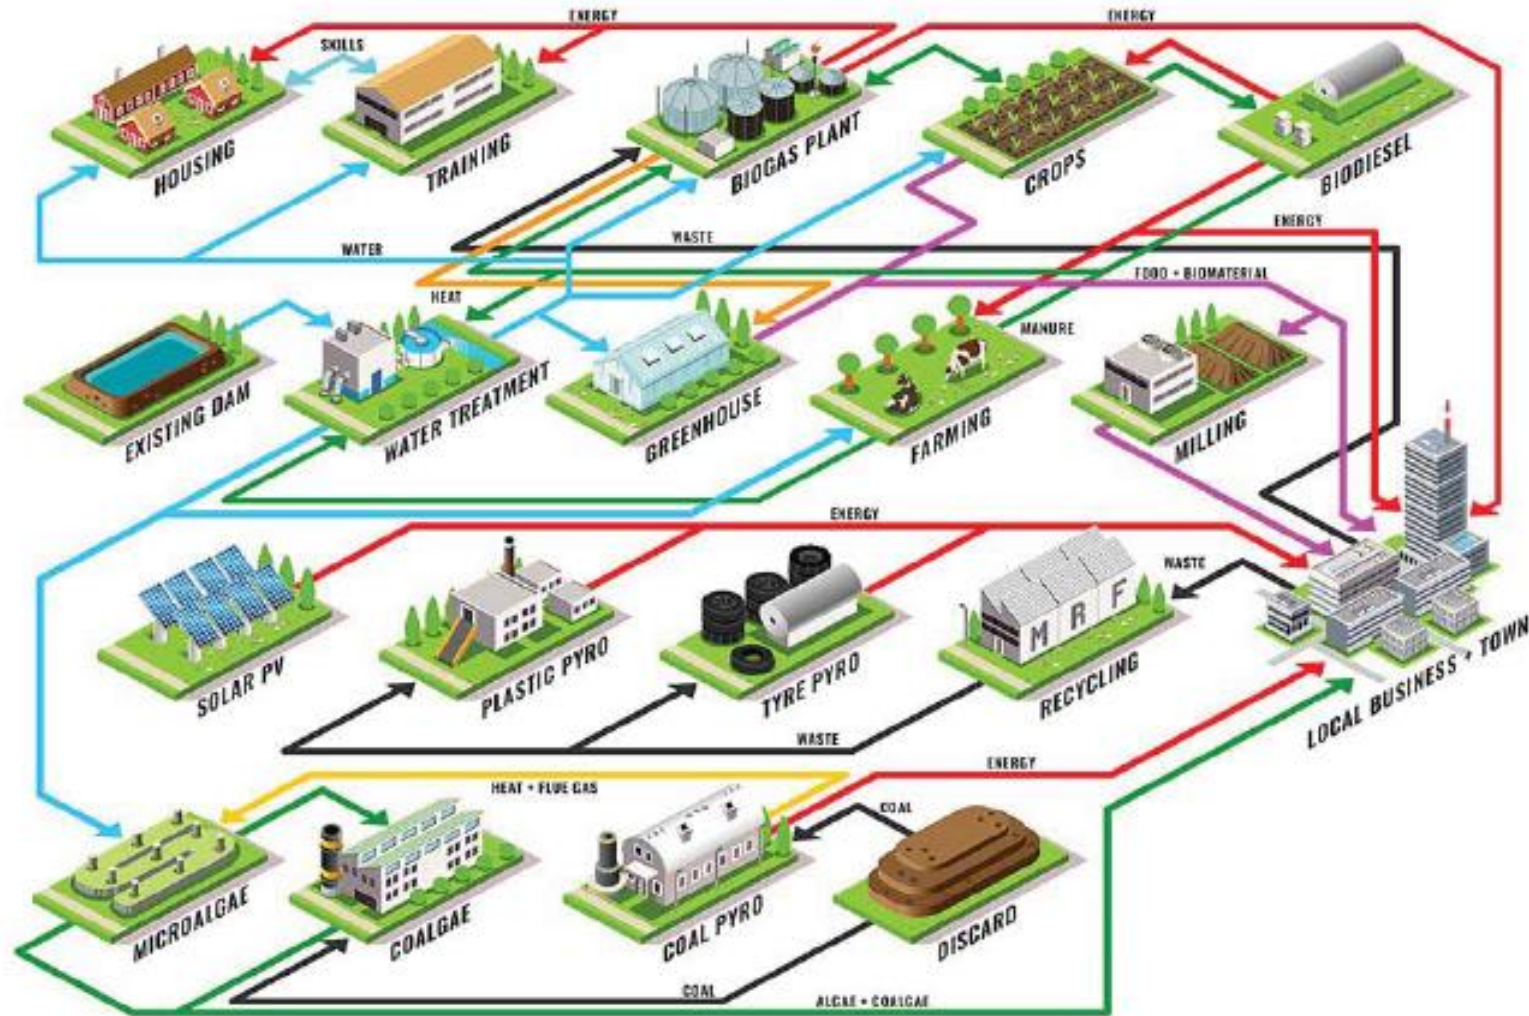 ENERGY
ENERGY
SKILLS
HOUSING
TRAINING
BIOGAS PLANT
CROPS
BIODIESEL
WATER
WASTE
ENERGY
FOOD + BIOMATERIAL
HEAT
MANURE
EXISTING DAM
WATER TREATMENT
GREENHOUSE
FARMING
MILLING
ENERGY
WASTE
MRF
SOLAR PV
PLASTIC PYRO
TYRE PYRO
RECYCLING
LOCAL BUSINESS + TOWN
WASTE
ENERGY
HEAT + FLUE GAS
COAL
MICROALGAE
COALGAE
COAL PYRO
DISCARD
COAL
ALGAE + COALGAE